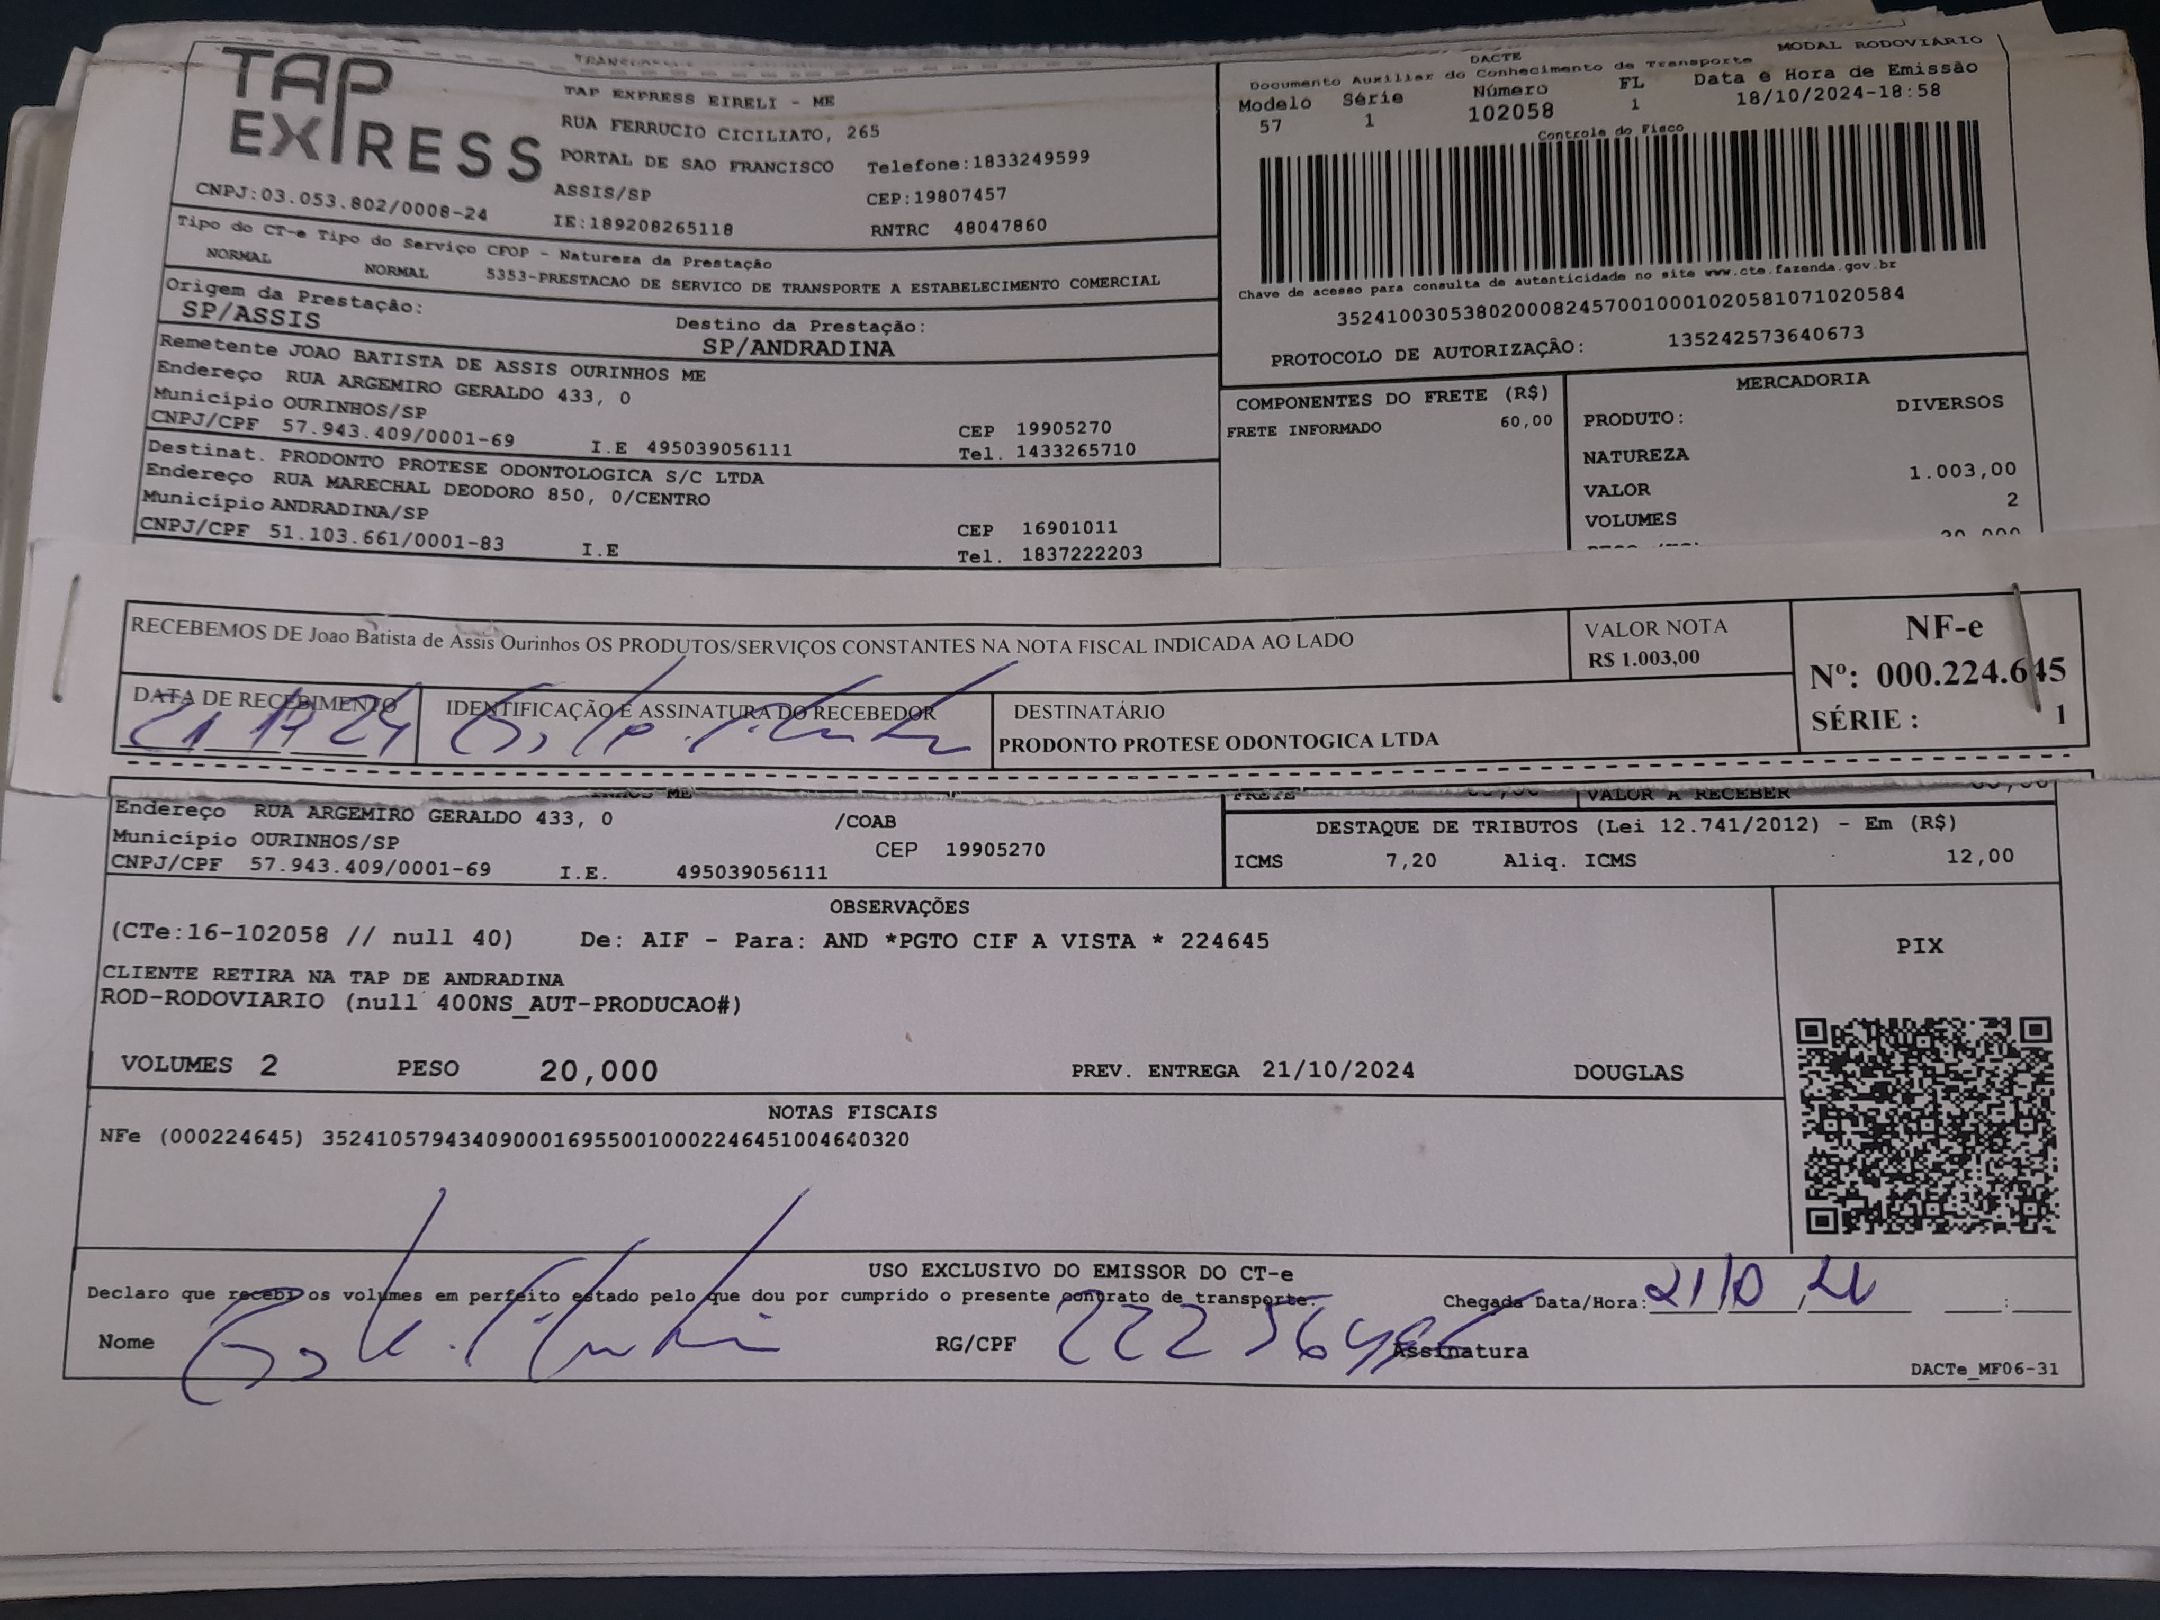 TAP
EXPRESS
CNPJ:03.053.802/0008-24
TAP EXPRESS EIRELI - ME
RUA FERRUCIO CICILIATO, 265
PORTAL DE SAO FRANCISCO Telefone:1833249599
ASSIS/SP CEP:19807457
IE:189208265118 RNTRC 48047860
DACTE MODAL RODOVIÁRIO
Documento Auxiliar do Conhecimento de Transporte
Modelo Série Número FL Data e Hora de Emissão
57 1 102058 1 18/10/2024-18:58
Controle do Fisco
Chave de acesso para consulta de autenticidade no site www.cte.fazenda.gov.br
35241003053802000824570010001020581071020584
PROTOCOLO DE AUTORIZAÇÃO: 135242573640673
Tipo do CT-e Tipo do Serviço CFOP - Natureza da Prestação
NORMAL NORMAL 5353-PRESTACAO DE SERVICO DE TRANSPORTE A ESTABELECIMENTO COMERCIAL
Origem da Prestação: Destino da Prestação:
SP/ASSIS SP/ANDRADINA
Remetente JOAO BATISTA DE ASSIS OURINHOS ME
Endereço RUA ARGEMIRO GERALDO 433, 0
Município OURINHOS/SP CEP 19905270
CNPJ/CPF 57.943.409/0001-69 I.E 495039056111 Tel. 1433265710
Destinat. PRODONTO PROTESE ODONTOLOGICA S/C LTDA
Endereço RUA MARECHAL DEODORO 850, 0/CENTRO
Município ANDRADINA/SP CEP 16901011
CNPJ/CPF 51.103.661/0001-83 I.E Tel. 1837222203
COMPONENTES DO FRETE (R$)
FRETE INFORMADO 60,00
MERCADORIA
PRODUTO: DIVERSOS
NATUREZA
VALOR 1.003,00
VOLUMES 2
RECEBEMOS DE Joao Batista de Assis Ourinhos OS PRODUTOS/SERVIÇOS CONSTANTES NA NOTA FISCAL INDICADA AO LADO
VALOR NOTA
R$ 1.003,00
NF-e
Nº: 000.224.645
SÉRIE : 1
DATA DE RECEBIMENTO IDENTIFICAÇÃO E ASSINATURA DO RECEBEDOR DESTINATÁRIO
PRODONTO PROTESE ODONTOGICA LTDA
FRETE VALOR A RECEBER
Endereço RUA ARGEMIRO GERALDO 433, 0 /COAB
Município OURINHOS/SP CEP 19905270
CNPJ/CPF 57.943.409/0001-69 I.E. 495039056111
DESTAQUE DE TRIBUTOS (Lei 12.741/2012) - Em (R$)
ICMS 7,20 Aliq. ICMS 12,00
OBSERVAÇÕES
(CTe:16-102058 // null 40) De: AIF - Para: AND *PGTO CIF A VISTA * 224645
CLIENTE RETIRA NA TAP DE ANDRADINA
ROD-RODOVIARIO (null 400NS_AUT-PRODUCAO#)
PIX
VOLUMES 2 PESO 20,000 PREV. ENTREGA 21/10/2024 DOUGLAS
NOTAS FISCAIS
NFe (000224645) 35241057943409000169550010002246451004640320
USO EXCLUSIVO DO EMISSOR DO CT-e
Declaro que recebi os volumes em perfeito estado pelo que dou por cumprido o presente contrato de transporte.
Chegada Data/Hora: 21/10/24
Nome RG/CPF Assinatura
DACTe_MF06-31